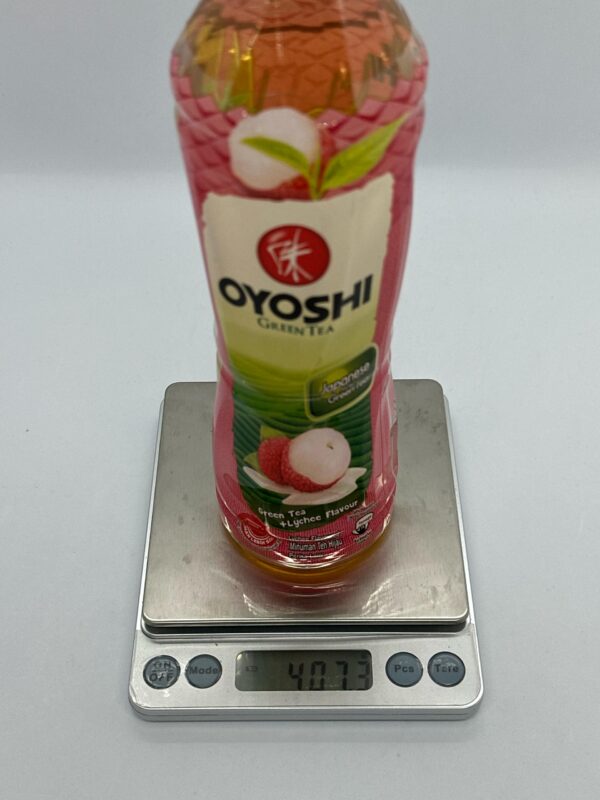 味
OYOSHI
GREEN TEA
Japanese
Green Tea
Green Tea
+Lychee Flavour
Minuman Teh Hijau
ON
OFF
Mode
407.3
Pcs
Tare